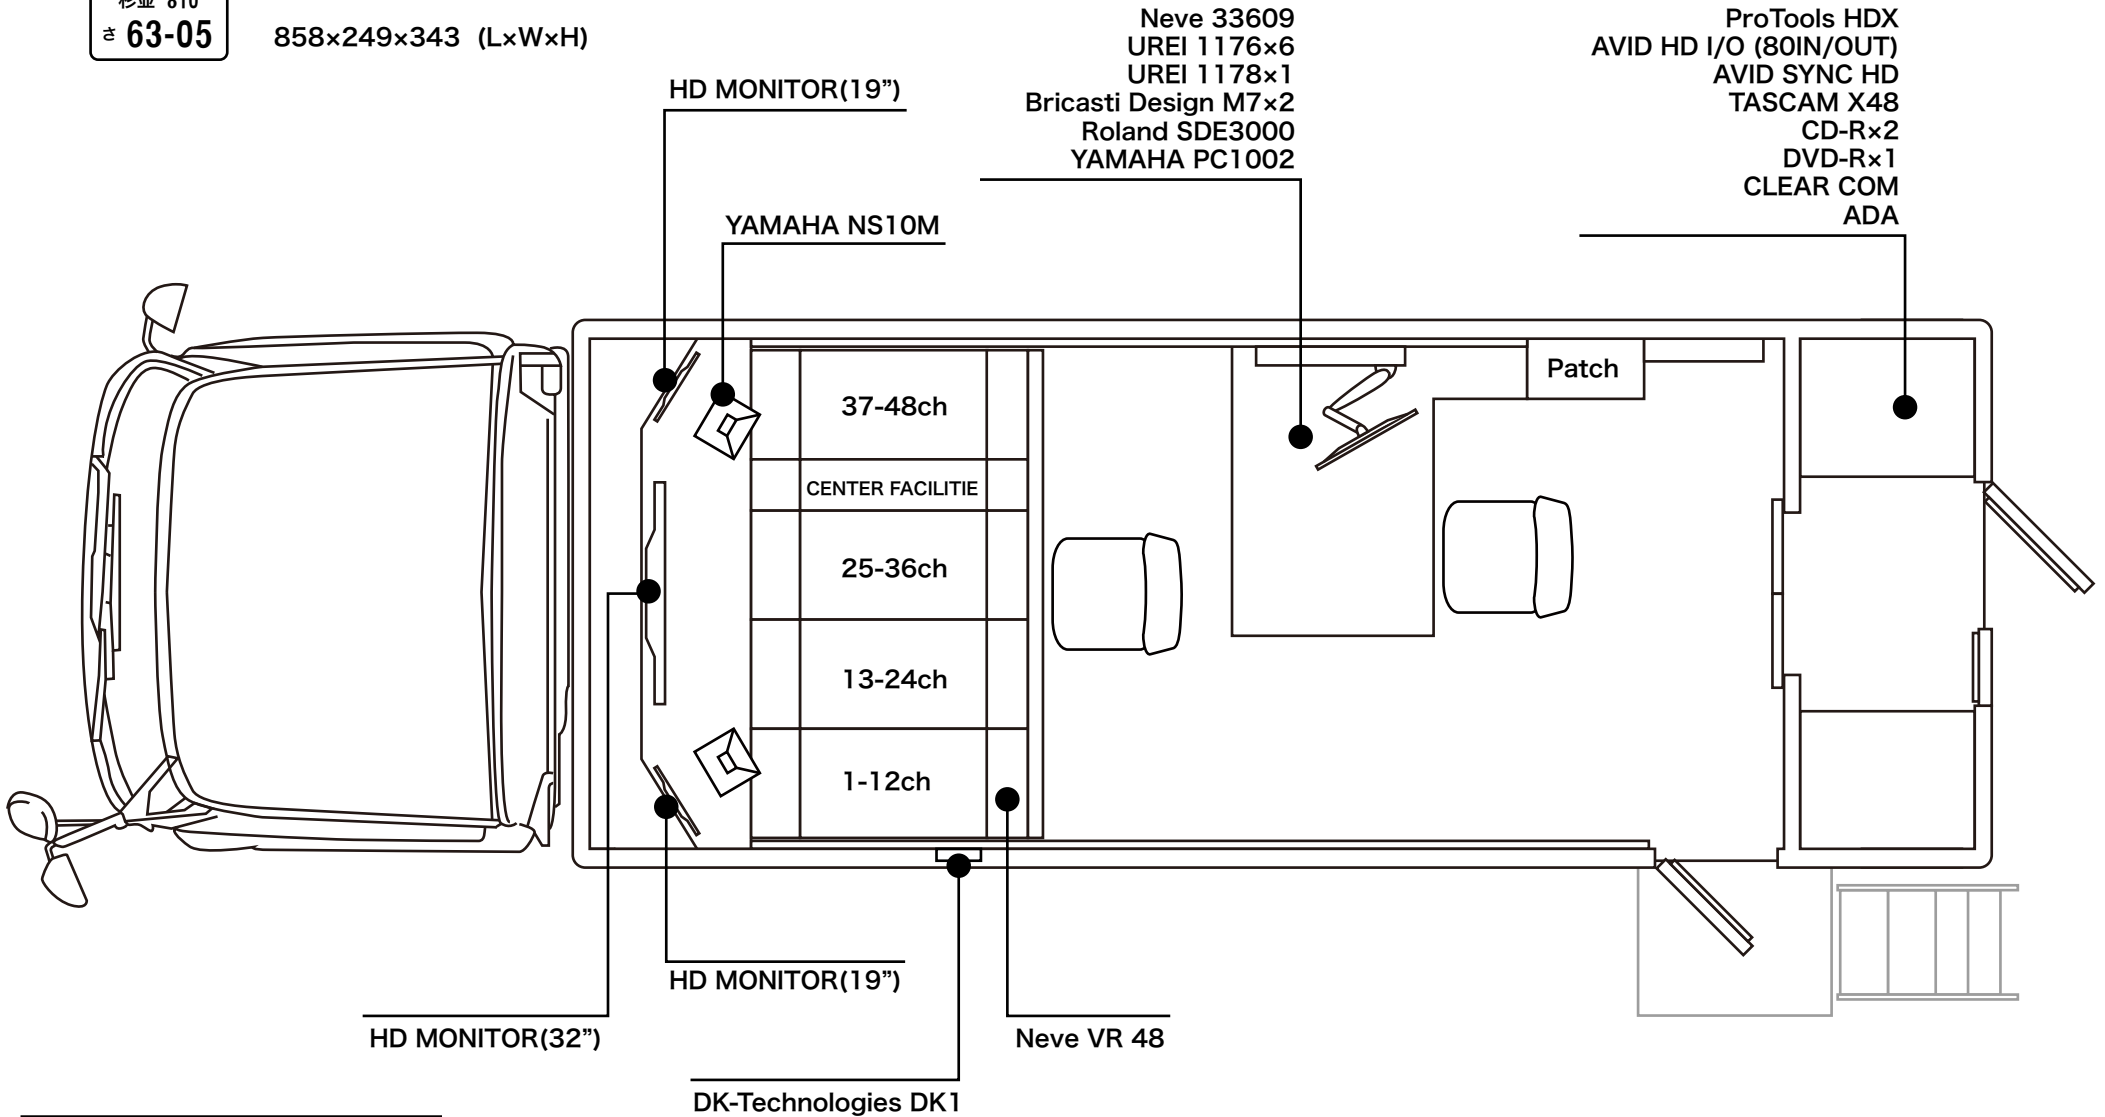 さ 63-05
858×249×343 (L×W×H)
Neve 33609
UREI 1176×6
UREI 1178×1
Bricasti Design M7×2
Roland SDE3000
YAMAHA PC1002
ProTools HDX
AVID HD I/O (80IN/OUT)
AVID SYNC HD
TASCAM X48
CD-R×2
DVD-R×1
CLEAR COM
ADA
HD MONITOR(19”)
YAMAHA NS10M
Patch
37-48ch
CENTER FACILITIE
25-36ch
13-24ch
1-12ch
HD MONITOR(19”)
HD MONITOR(32”)
Neve VR 48
DK-Technologies DK1